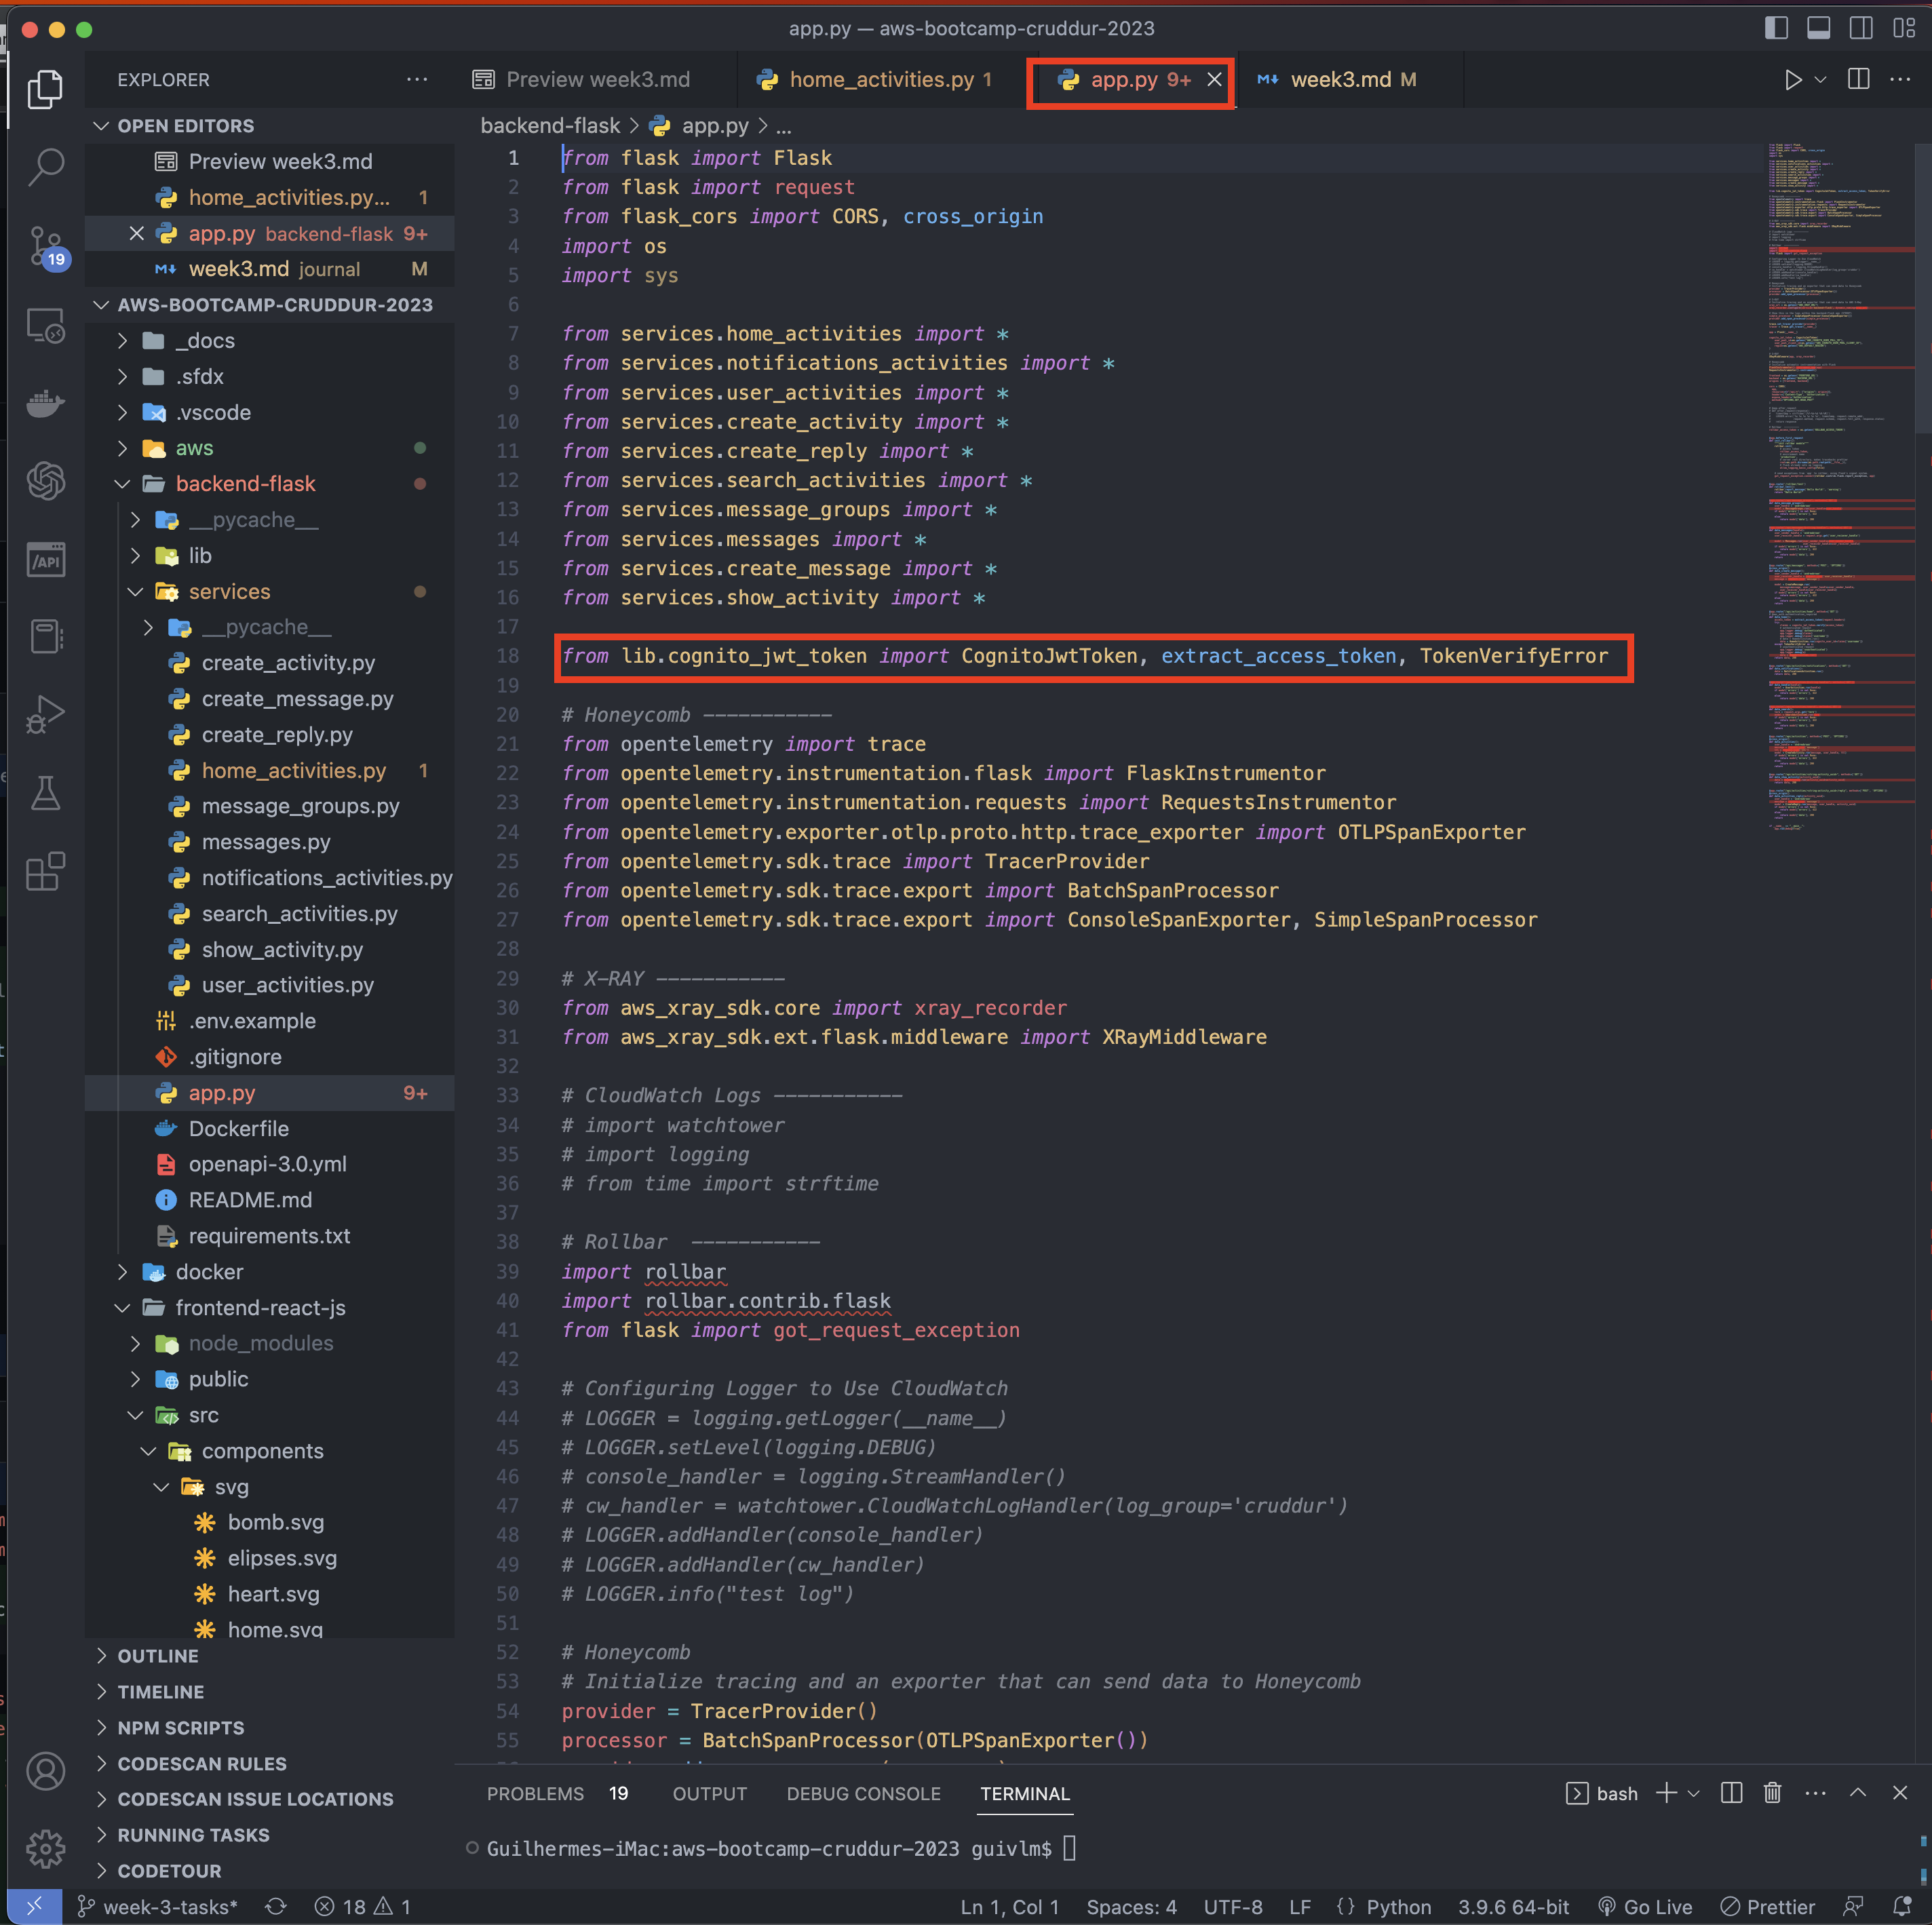 app.py — aws-bootcamp-cruddur-2023
EXPLORER
Preview week3.md
home_activities.py 1
app.py 9+
week3.md M
OPEN EDITORS
Preview week3.md
home_activities.py... 1
app.py backend-flask 9+
week3.md journal M
AWS-BOOTCAMP-CRUDDUR-2023
_docs
.sfdx
.vscode
aws
backend-flask
__pycache__
lib
services
__pycache__
create_activity.py
create_message.py
create_reply.py
home_activities.py 1
message_groups.py
messages.py
notifications_activities.py
search_activities.py
show_activity.py
user_activities.py
.env.example
.gitignore
app.py 9+
Dockerfile
openapi-3.0.yml
README.md
requirements.txt
docker
frontend-react-js
node_modules
public
src
components
svg
bomb.svg
elipses.svg
heart.svg
home.svg
OUTLINE
TIMELINE
NPM SCRIPTS
CODESCAN RULES
CODESCAN ISSUE LOCATIONS
RUNNING TASKS
CODETOUR
19
/API
backend-flask > app.py > ...
1 from flask import Flask
2 from flask import request
3 from flask_cors import CORS, cross_origin
4 import os
5 import sys
6
7 from services.home_activities import *
8 from services.notifications_activities import *
9 from services.user_activities import *
10 from services.create_activity import *
11 from services.create_reply import *
12 from services.search_activities import *
13 from services.message_groups import *
14 from services.messages import *
15 from services.create_message import *
16 from services.show_activity import *
17
18 from lib.cognito_jwt_token import CognitoJwtToken, extract_access_token, TokenVerifyError
19
20 # Honeycomb -----------
21 from opentelemetry import trace
22 from opentelemetry.instrumentation.flask import FlaskInstrumentor
23 from opentelemetry.instrumentation.requests import RequestsInstrumentor
24 from opentelemetry.exporter.otlp.proto.http.trace_exporter import OTLPSpanExporter
25 from opentelemetry.sdk.trace import TracerProvider
26 from opentelemetry.sdk.trace.export import BatchSpanProcessor
27 from opentelemetry.sdk.trace.export import ConsoleSpanExporter, SimpleSpanProcessor
28
29 # X-RAY -----------
30 from aws_xray_sdk.core import xray_recorder
31 from aws_xray_sdk.ext.flask.middleware import XRayMiddleware
32
33 # CloudWatch Logs -----------
34 # import watchtower
35 # import logging
36 # from time import strftime
37
38 # Rollbar -----------
39 import rollbar
40 import rollbar.contrib.flask
41 from flask import got_request_exception
42
43 # Configuring Logger to Use CloudWatch
44 # LOGGER = logging.getLogger(__name__)
45 # LOGGER.setLevel(logging.DEBUG)
46 # console_handler = logging.StreamHandler()
47 # cw_handler = watchtower.CloudWatchLogHandler(log_group='cruddur')
48 # LOGGER.addHandler(console_handler)
49 # LOGGER.addHandler(cw_handler)
50 # LOGGER.info("test log")
51
52 # Honeycomb
53 # Initialize tracing and an exporter that can send data to Honeycomb
54 provider = TracerProvider()
55 processor = BatchSpanProcessor(OTLPSpanExporter())
PROBLEMS 19 OUTPUT DEBUG CONSOLE TERMINAL
bash
Guilhermes-iMac:aws-bootcamp-cruddur-2023 guivlm$
week-3-tasks* 18 1 Ln 1, Col 1 Spaces: 4 UTF-8 LF {} Python 3.9.6 64-bit Go Live Prettier